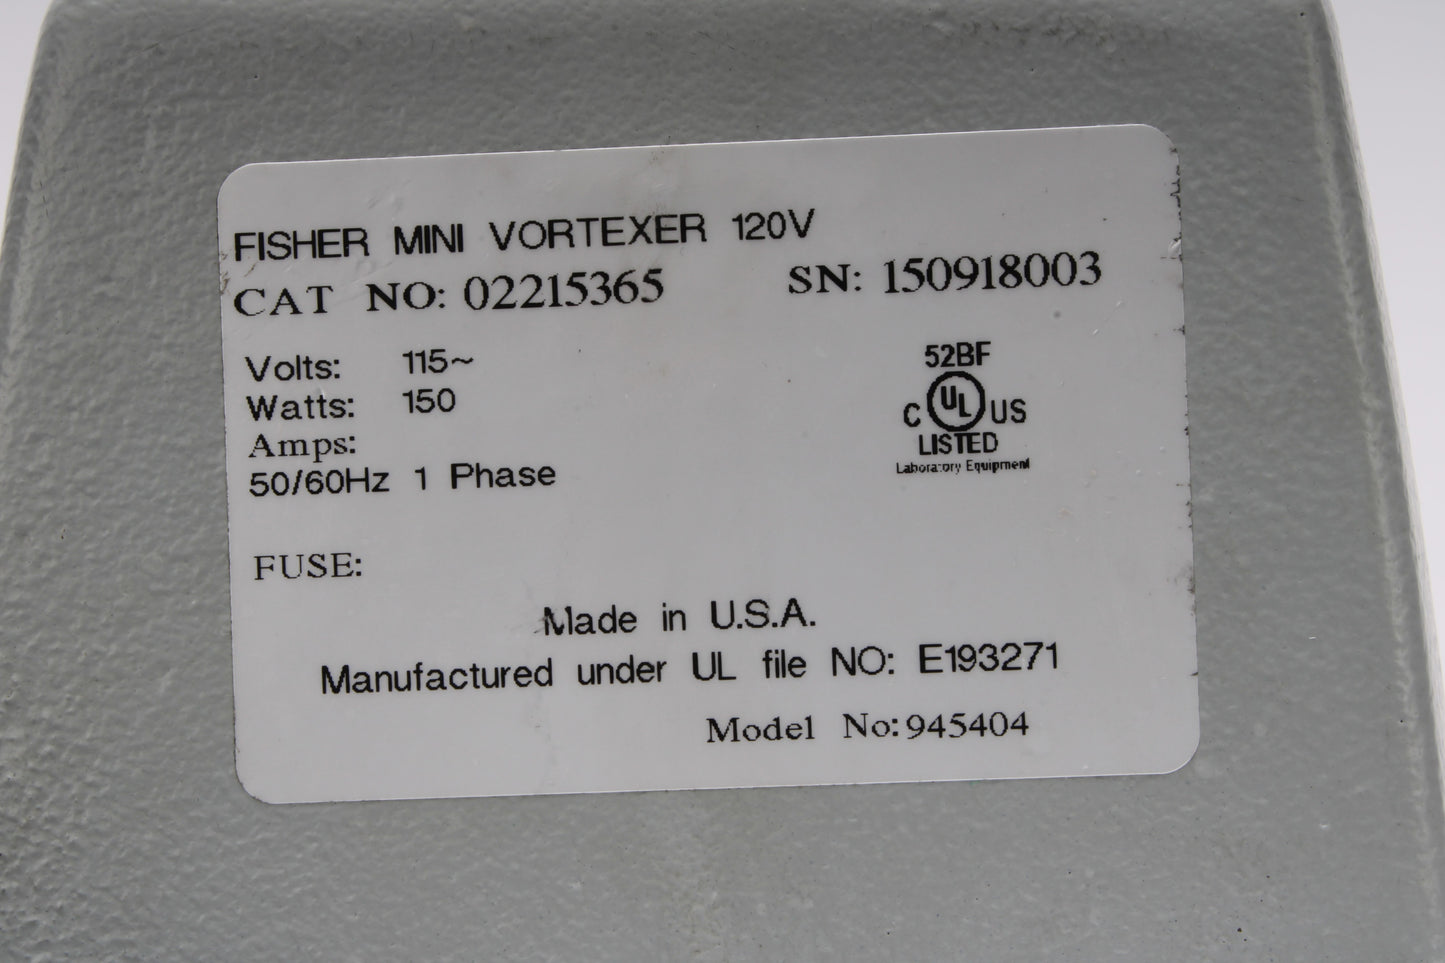 FISHER MINI VORTEXER 120V
CAT NO: 02215365 SN: 150918003
Volts: 115~
Watts: 150
Amps:
50/60Hz 1 Phase
52BF
C UL US
LISTED
Laboratory Equipment
FUSE:
Made in U.S.A.
Manufactured under UL file NO: E193271
Model No:945404